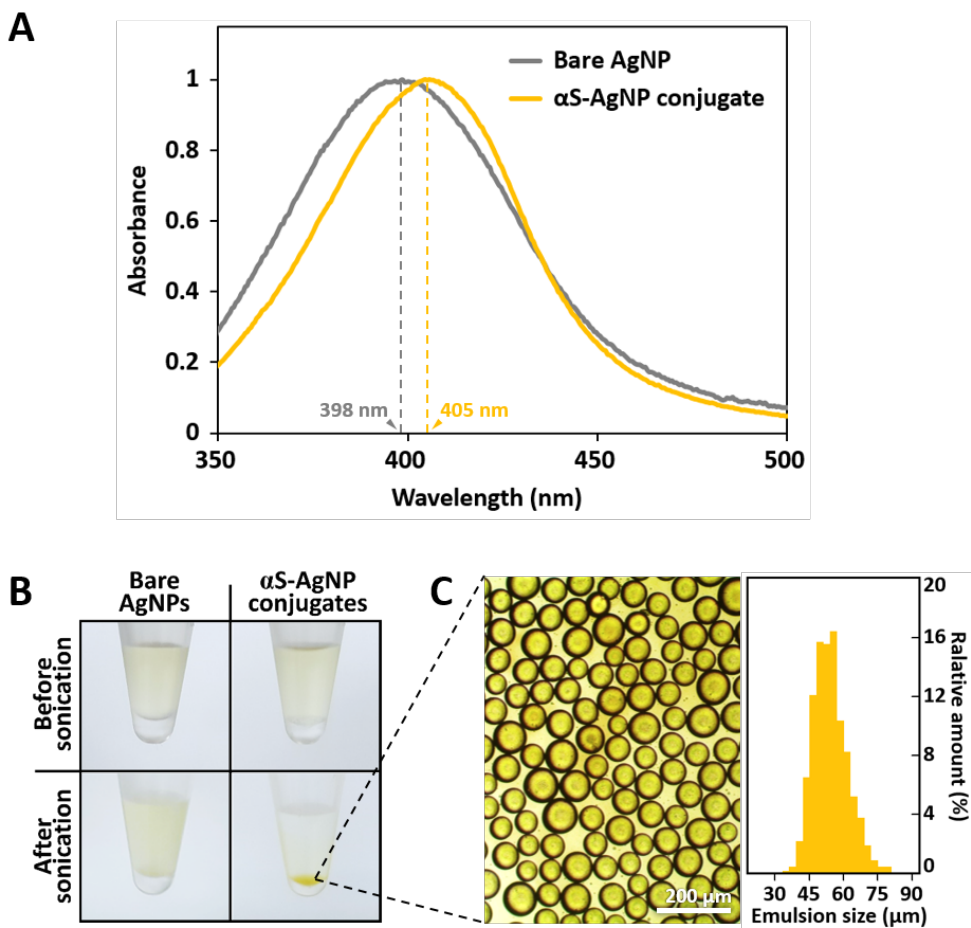 A
Bare AgNP
αS-AgNP conjugate
Absorbance
1
0.8
0.6
0.4
0.2
0
398 nm
405 nm
350
400
450
500
Wavelength (nm)
B
Bare
AgNPs
αS-AgNP
conjugates
Before
sonication
After
sonication
C
200 μm
20
16
12
8
4
0
Ralative amount (%)
30
45
60
75
90
Emulsion size (μm)